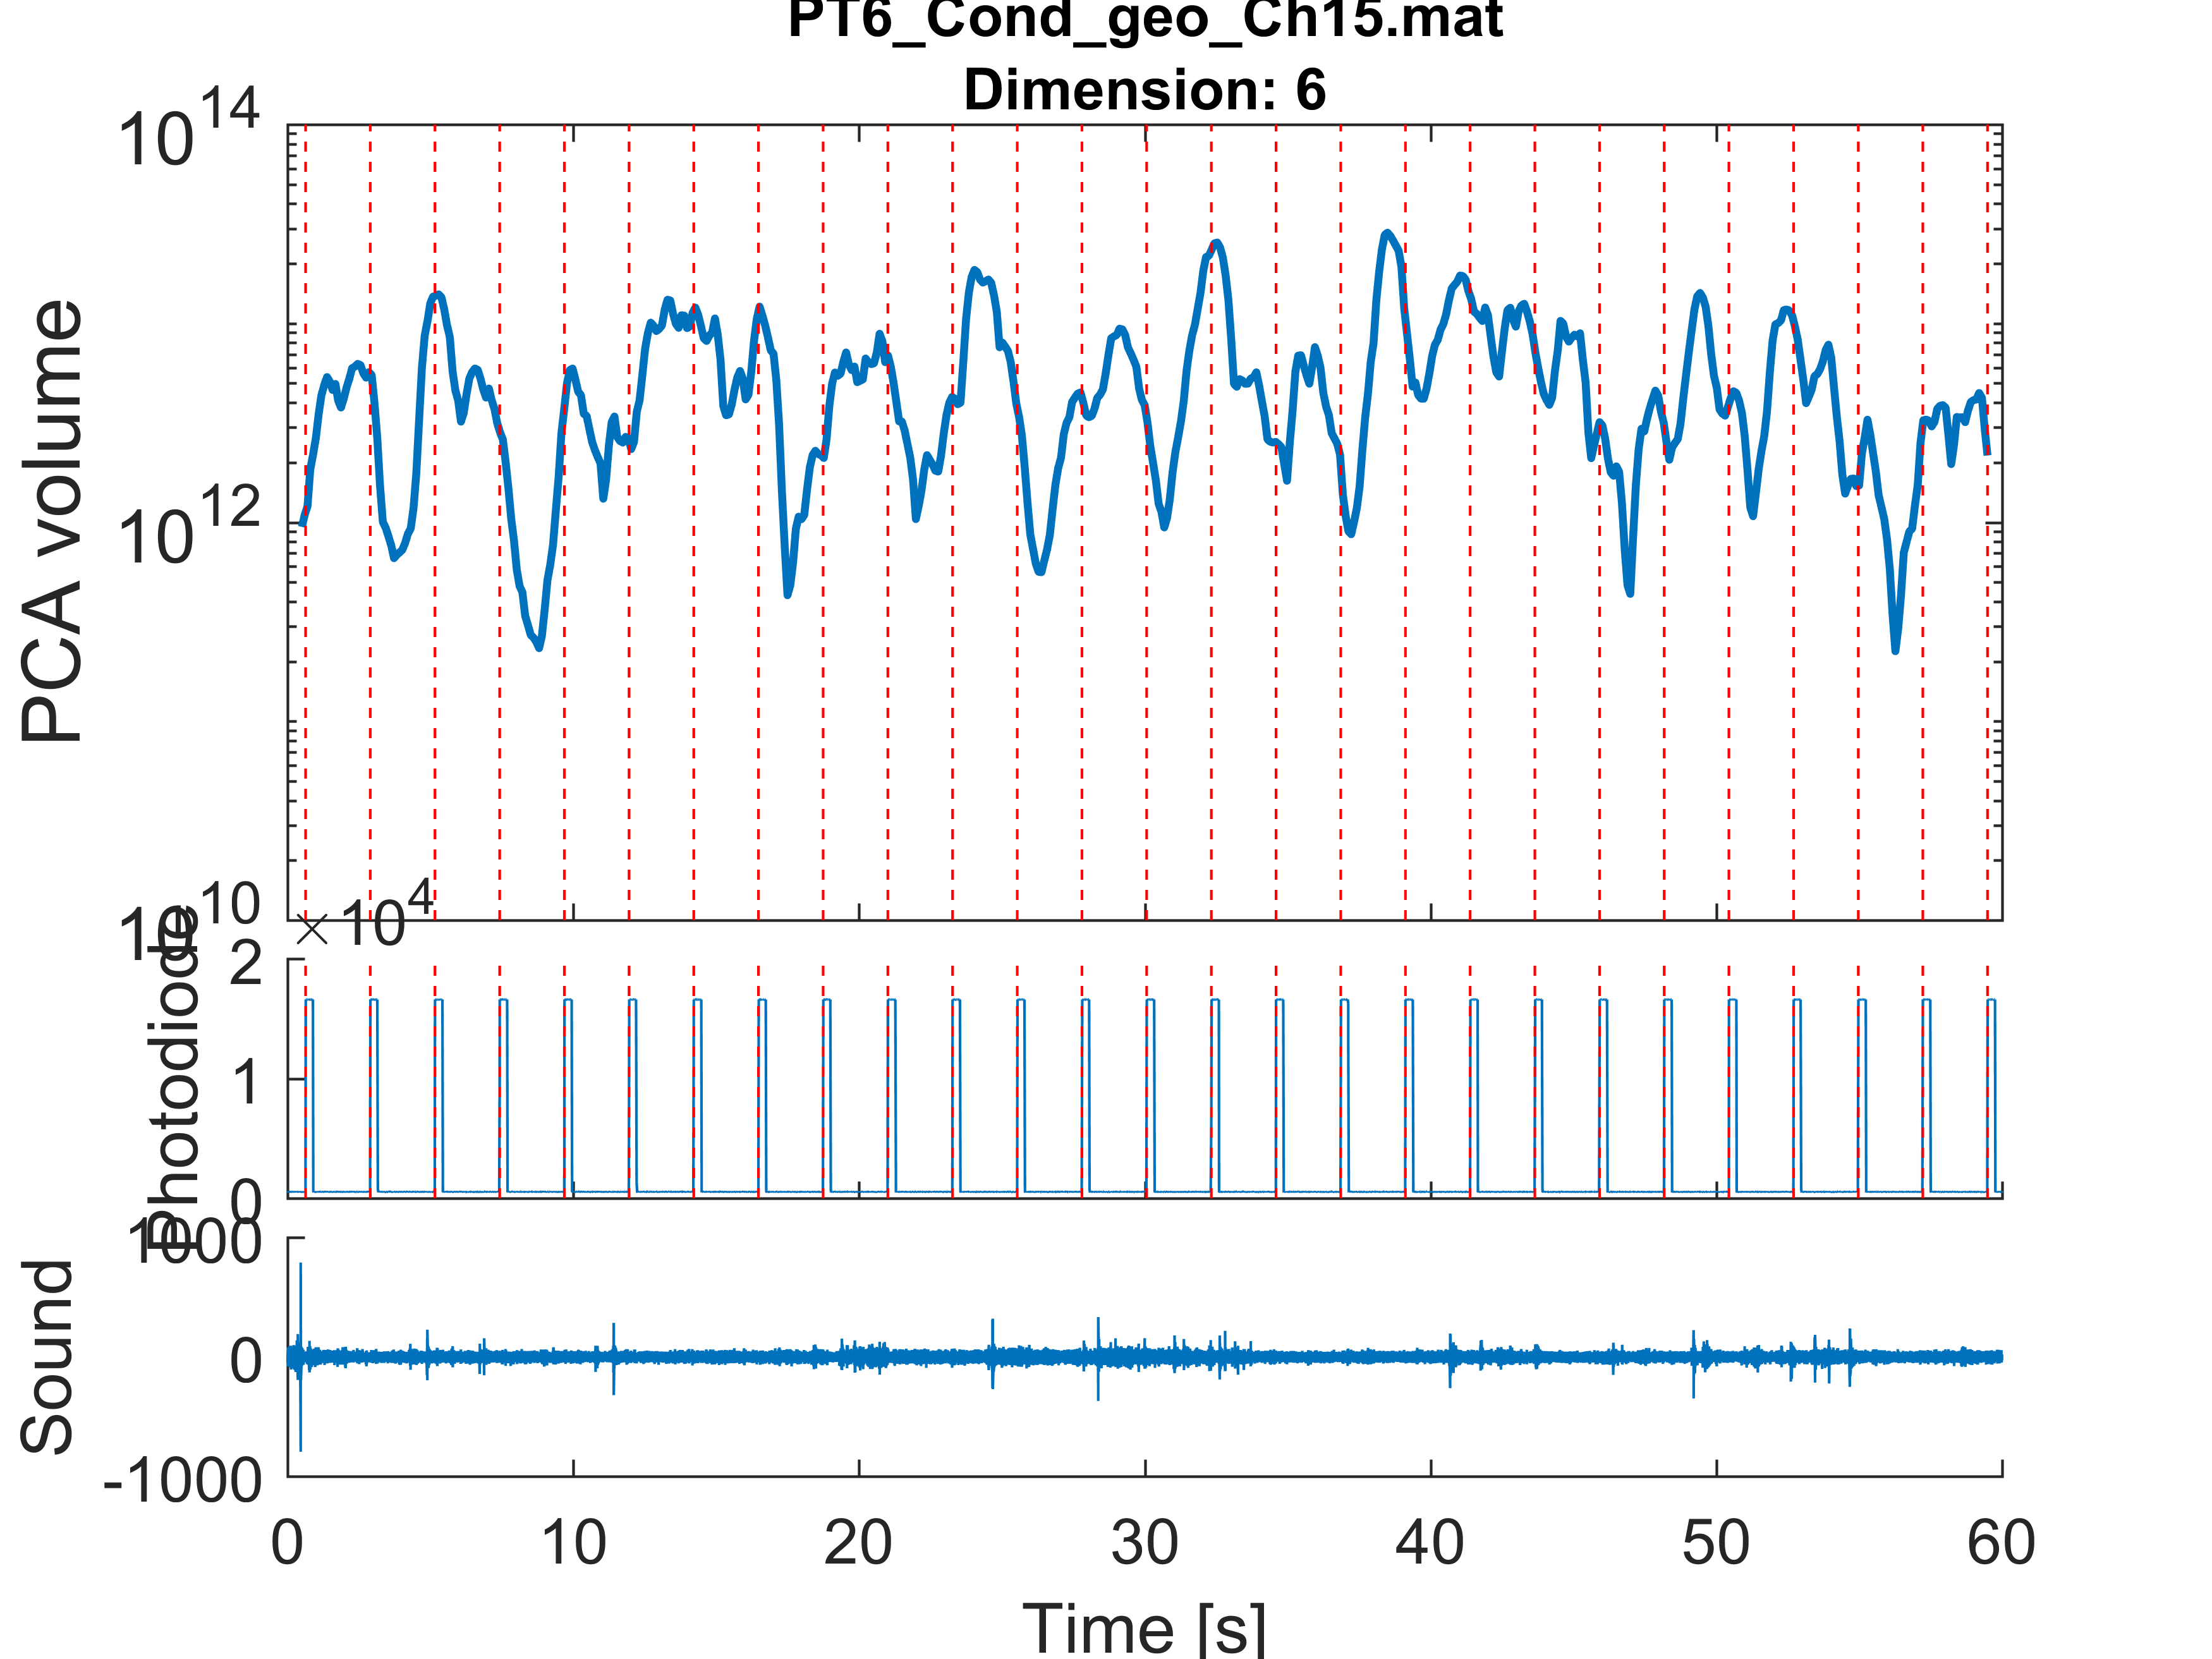 PT6_Cond_geo_Ch15.mat
Dimension: 6
10^14
10^12
10^10
PCA volume
×10^4
2
1
0
Photodiode
1000
0
-1000
Sound
0 10 20 30 40 50 60
Time [s]